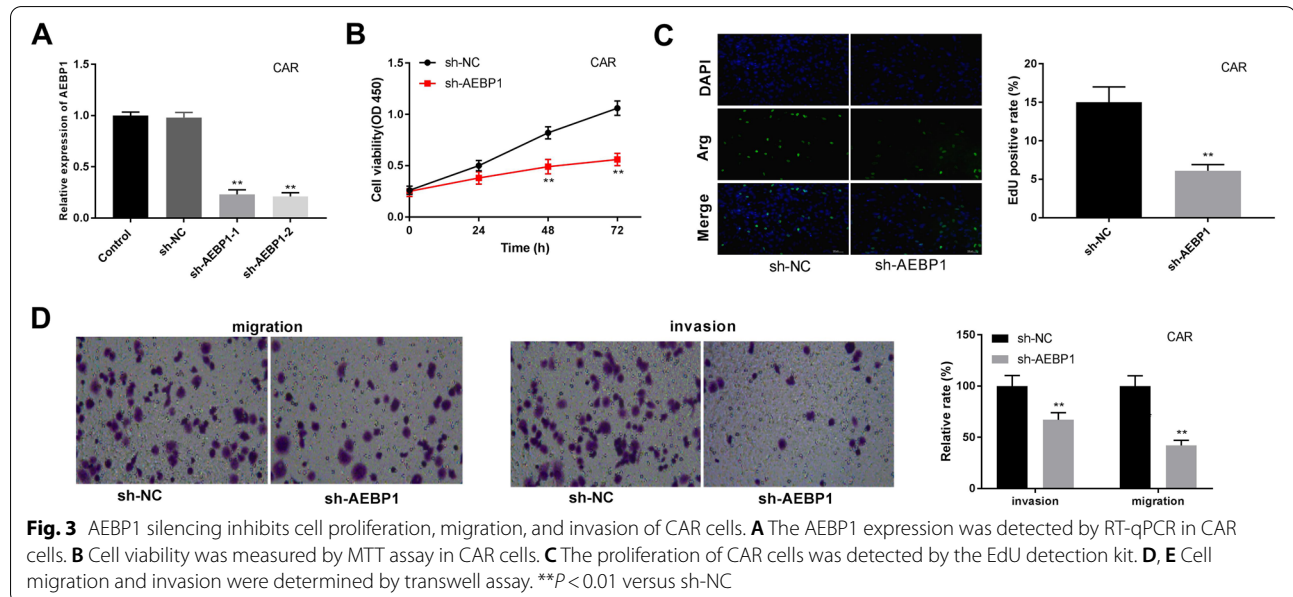 A
Relative expression of AEBP1
1.5
1.0
0.5
0.0
CAR
**
**
Control
sh-NC
sh-AEBP1-1
sh-AEBP1-2
B
sh-NC
sh-AEBP1
CAR
Cell viability(OD 450)
1.5
1.0
0.5
0.0
**
**
0
24
48
72
Time (h)
C
DAPI
Arg
Merge
sh-NC
sh-AEBP1
EdU positive rate (%)
20
15
10
5
0
CAR
**
sh-NC
sh-AEBP1
D
migration
sh-NC
sh-AEBP1
invasion
sh-NC
sh-AEBP1
Relative rate (%)
150
100
50
0
sh-NC
sh-AEBP1
CAR
**
**
invasion
migration
Fig. 3 AEBP1 silencing inhibits cell proliferation, migration, and invasion of CAR cells. A The AEBP1 expression was detected by RT-qPCR in CAR
cells. B Cell viability was measured by MTT assay in CAR cells. C The proliferation of CAR cells was detected by the EdU detection kit. D, E Cell
migration and invasion were determined by transwell assay. **P < 0.01 versus sh-NC